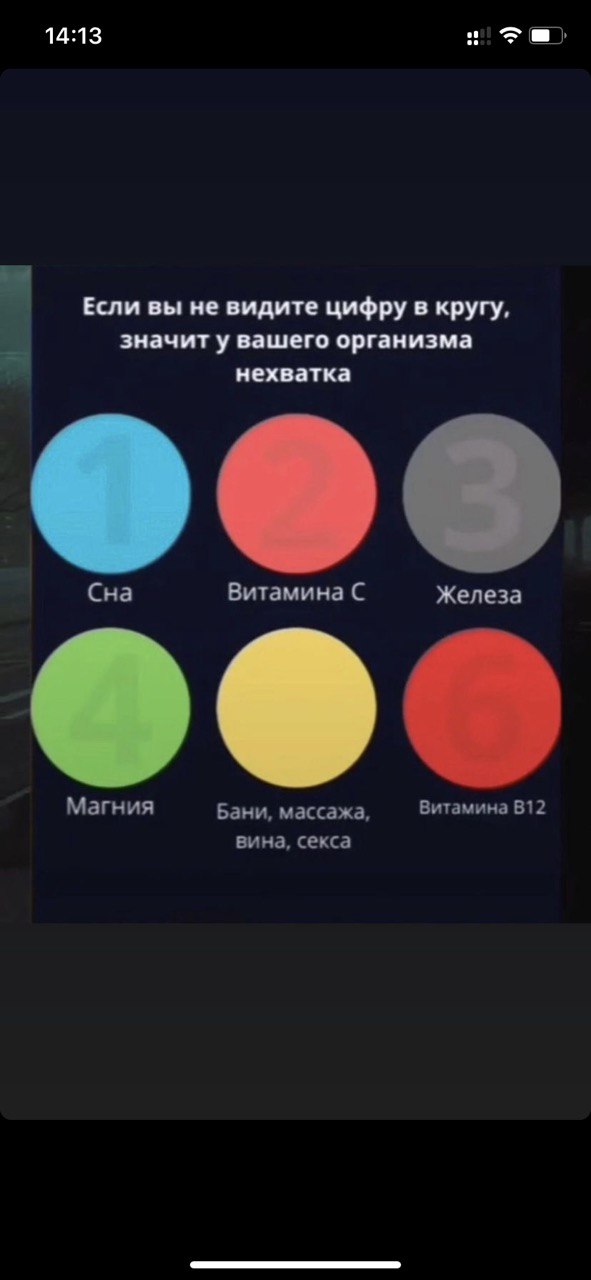 14:13
Если вы не видите цифру в кругу,
значит у вашего организма
нехватка
1 2 3
Сна Витамина С Железа
4 6
Магния Бани, массажа, Витамина В12
вина, секса